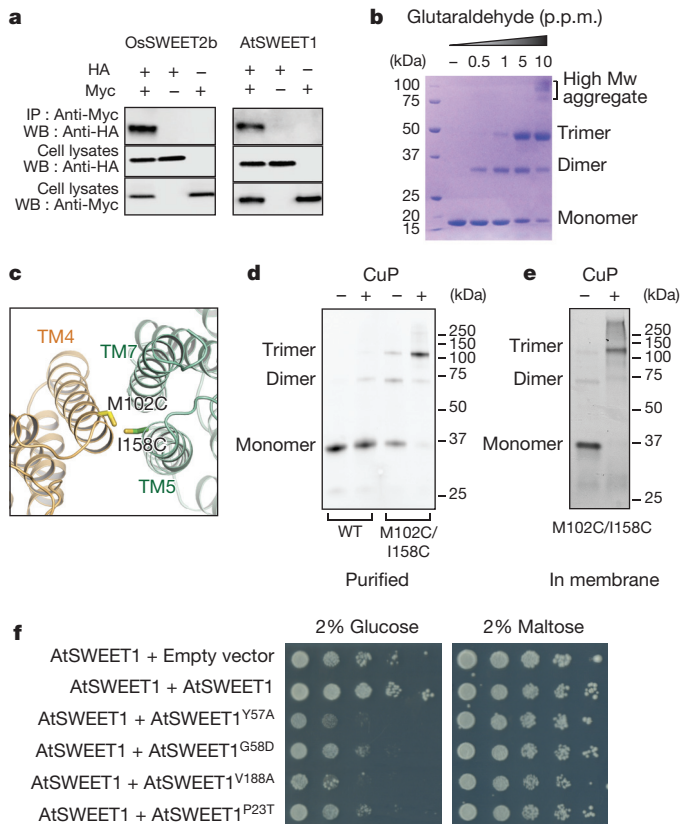 a
OsSWEET2b AtSWEET1
HA + + – + + –
Myc + – + + – +
IP : Anti-Myc
WB : Anti-HA
Cell lysates
WB : Anti-HA
Cell lysates
WB : Anti-Myc
b
Glutaraldehyde (p.p.m.)
(kDa) – 0.5 1 5 10
100
75
50
37
25
20
15
High Mw
aggregate
Trimer
Dimer
Monomer
c
TM4
TM7
M102C
I158C
TM5
d
CuP
– + – + (kDa)
Trimer
Dimer
Monomer
250
150
100
75
50
37
25
WT M102C/
I158C
Purified
e
CuP
– + (kDa)
Trimer
Dimer
Monomer
250
150
100
75
50
37
25
M102C/I158C
In membrane
f
2% Glucose 2% Maltose
AtSWEET1 + Empty vector
AtSWEET1 + AtSWEET1
AtSWEET1 + AtSWEET1Y57A
AtSWEET1 + AtSWEET1G58D
AtSWEET1 + AtSWEET1V188A
AtSWEET1 + AtSWEET1P23T